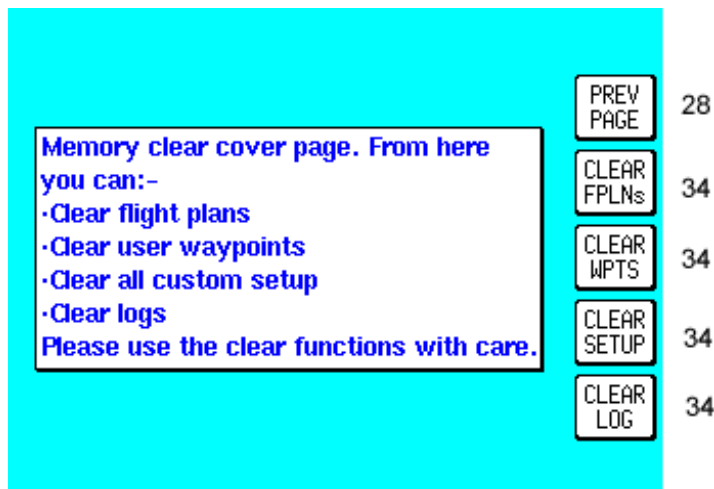 Memory clear cover page. From here
you can:-
·Clear flight plans
·Clear user waypoints
·Clear all custom setup
·Clear logs
Please use the clear functions with care.
PREV
PAGE
28
CLEAR
FPLNs
34
CLEAR
WPTS
34
CLEAR
SETUP
34
CLEAR
LOG
34